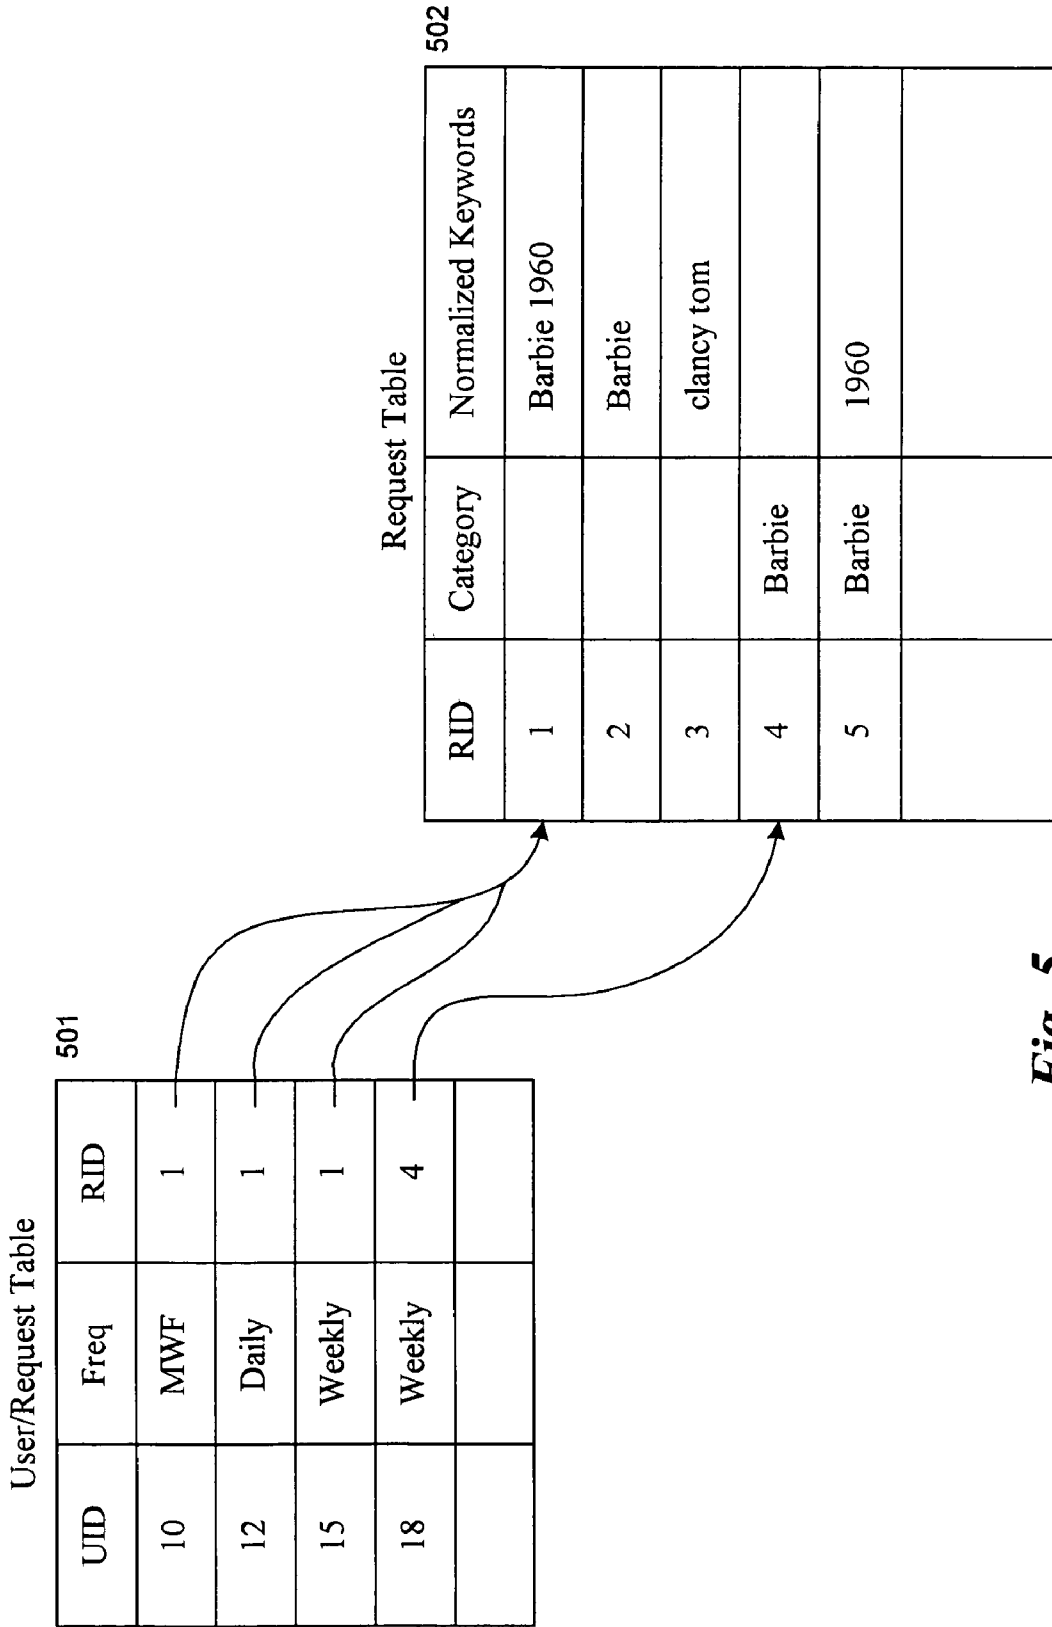 User/Request Table
501
UID Freq RID
10 MWF 1
12 Daily 1
15 Weekly 1
18 Weekly 4
Request Table
502
RID Category Normalized Keywords
1 Barbie 1960
2 Barbie
3 clancy tom
4 Barbie
5 Barbie 1960
Fig. 5